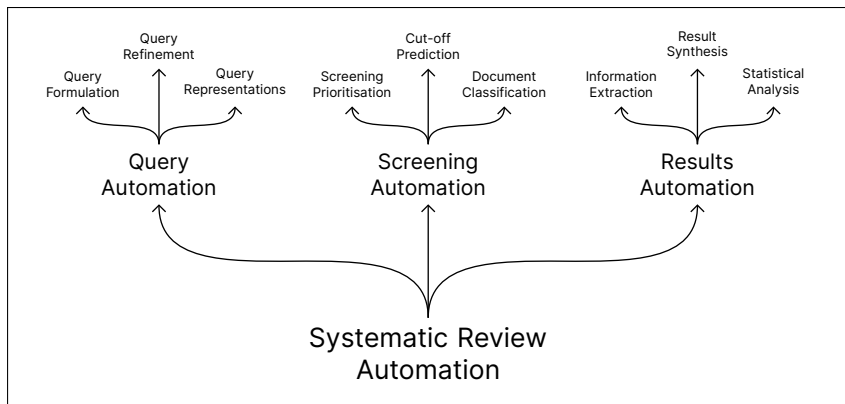 Query
Refinement
Query
Formulation
Query
Representations
Query
Automation
Cut-off
Prediction
Screening
Prioritisation
Document
Classification
Screening
Automation
Result
Synthesis
Information
Extraction
Statistical
Analysis
Results
Automation
Systematic Review
Automation